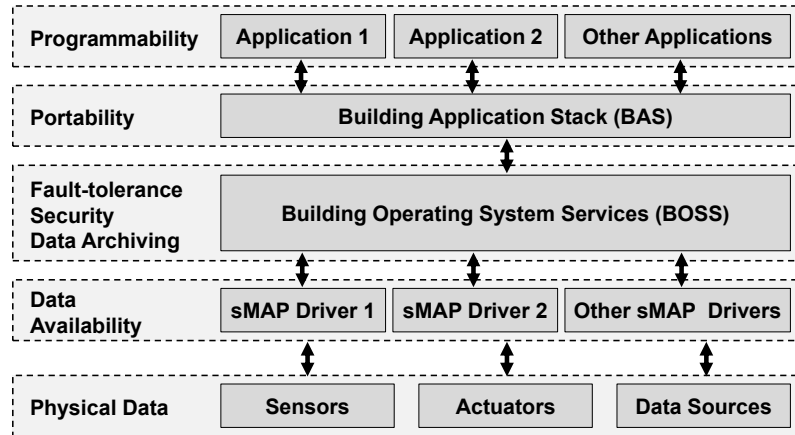 Programmability
Application 1
Application 2
Other Applications
Portability
Building Application Stack (BAS)
Fault-tolerance
Security
Data Archiving
Building Operating System Services (BOSS)
Data
Availability
sMAP Driver 1
sMAP Driver 2
Other sMAP Drivers
Physical Data
Sensors
Actuators
Data Sources